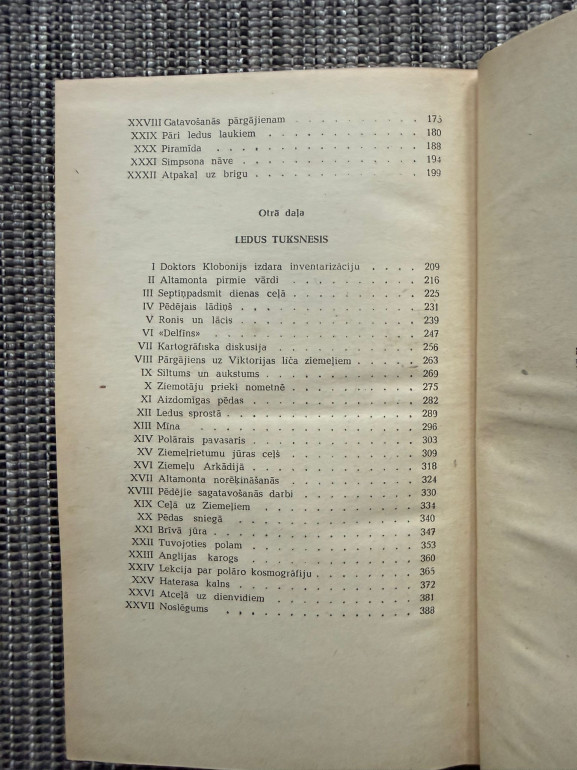 XXVIII Gatavošanās pārgājienam . . . . . . . . . . 173
XXIX Pāri ledus laukiem . . . . . . . . . . . 180
XXX Piramīda . . . . . . . . . . . . . . 188
XXXI Simpsona nāve . . . . . . . . . . . . 194
XXXII Atpakaļ uz brigu . . . . . . . . . . . . 199
Otrā daļa
LEDUS TUKSNESIS
I Doktors Klobonijs izdara inventarizāciju . . . . 209
II Altamonta pirmie vārdi . . . . . . . . . 216
III Septiņpadsmit dienas ceļā . . . . . . . . . 225
IV Pēdējais lādiņš . . . . . . . . . . . . 231
V Ronis un lācis . . . . . . . . . . . . 239
VI «Delfīns» . . . . . . . . . . . . . . 247
VII Kartogrāfiska diskusija . . . . . . . . . . 256
VIII Pārgājiens uz Viktorijas līča ziemeļiem . . . . . 263
IX Siltums un aukstums . . . . . . . . . . 269
X Ziemotāju prieki nometnē . . . . . . . . . 275
XI Aizdomīgas pēdas . . . . . . . . . . . 282
XII Ledus sprostā . . . . . . . . . . . . 289
XIII Mīna . . . . . . . . . . . . . . . 296
XIV Polārais pavasaris . . . . . . . . . . . 303
XV Ziemeļrietumu jūras ceļš . . . . . . . . . 309
XVI Ziemeļu Arkādijā . . . . . . . . . . . 318
XVII Altamonta norēķināšanās . . . . . . . . . 324
XVIII Pēdējie sagatavošanās darbi . . . . . . . . 330
XIX Ceļā uz Ziemeļiem . . . . . . . . . . . 334
XX Pēdas sniegā . . . . . . . . . . . . 340
XXI Brīvā jūra . . . . . . . . . . . . . 347
XXII Tuvojoties polam . . . . . . . . . . . 353
XXIII Anglijas karogs . . . . . . . . . . . . 360
XXIV Lekcija par polāro kosmogrāfiju . . . . . . . 365
XXV Haterasa kalns . . . . . . . . . . . . 372
XXVI Atceļā uz dienvidiem . . . . . . . . . . 381
XXVII Noslēgums . . . . . . . . . . . . . 388